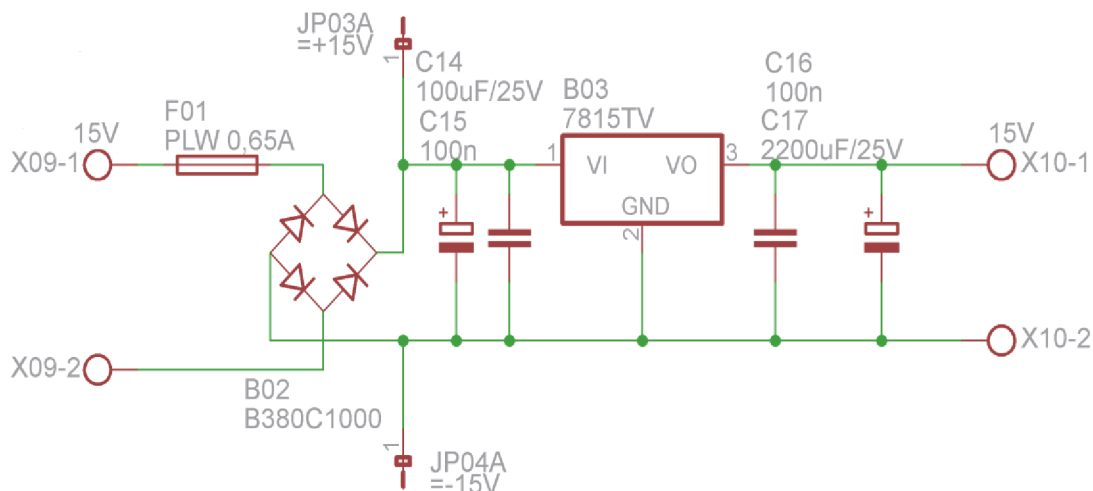 JP03A
=+15V
1
C14
100uF/25V
C15
100n
B03
7815TV
C16
100n
C17
2200uF/25V
F01
PLW 0,65A
15V
X09-1
1
VI
VO
3
GND
2
15V
X10-1
X09-2
X10-2
B02
B380C1000
1
JP04A
=-15V